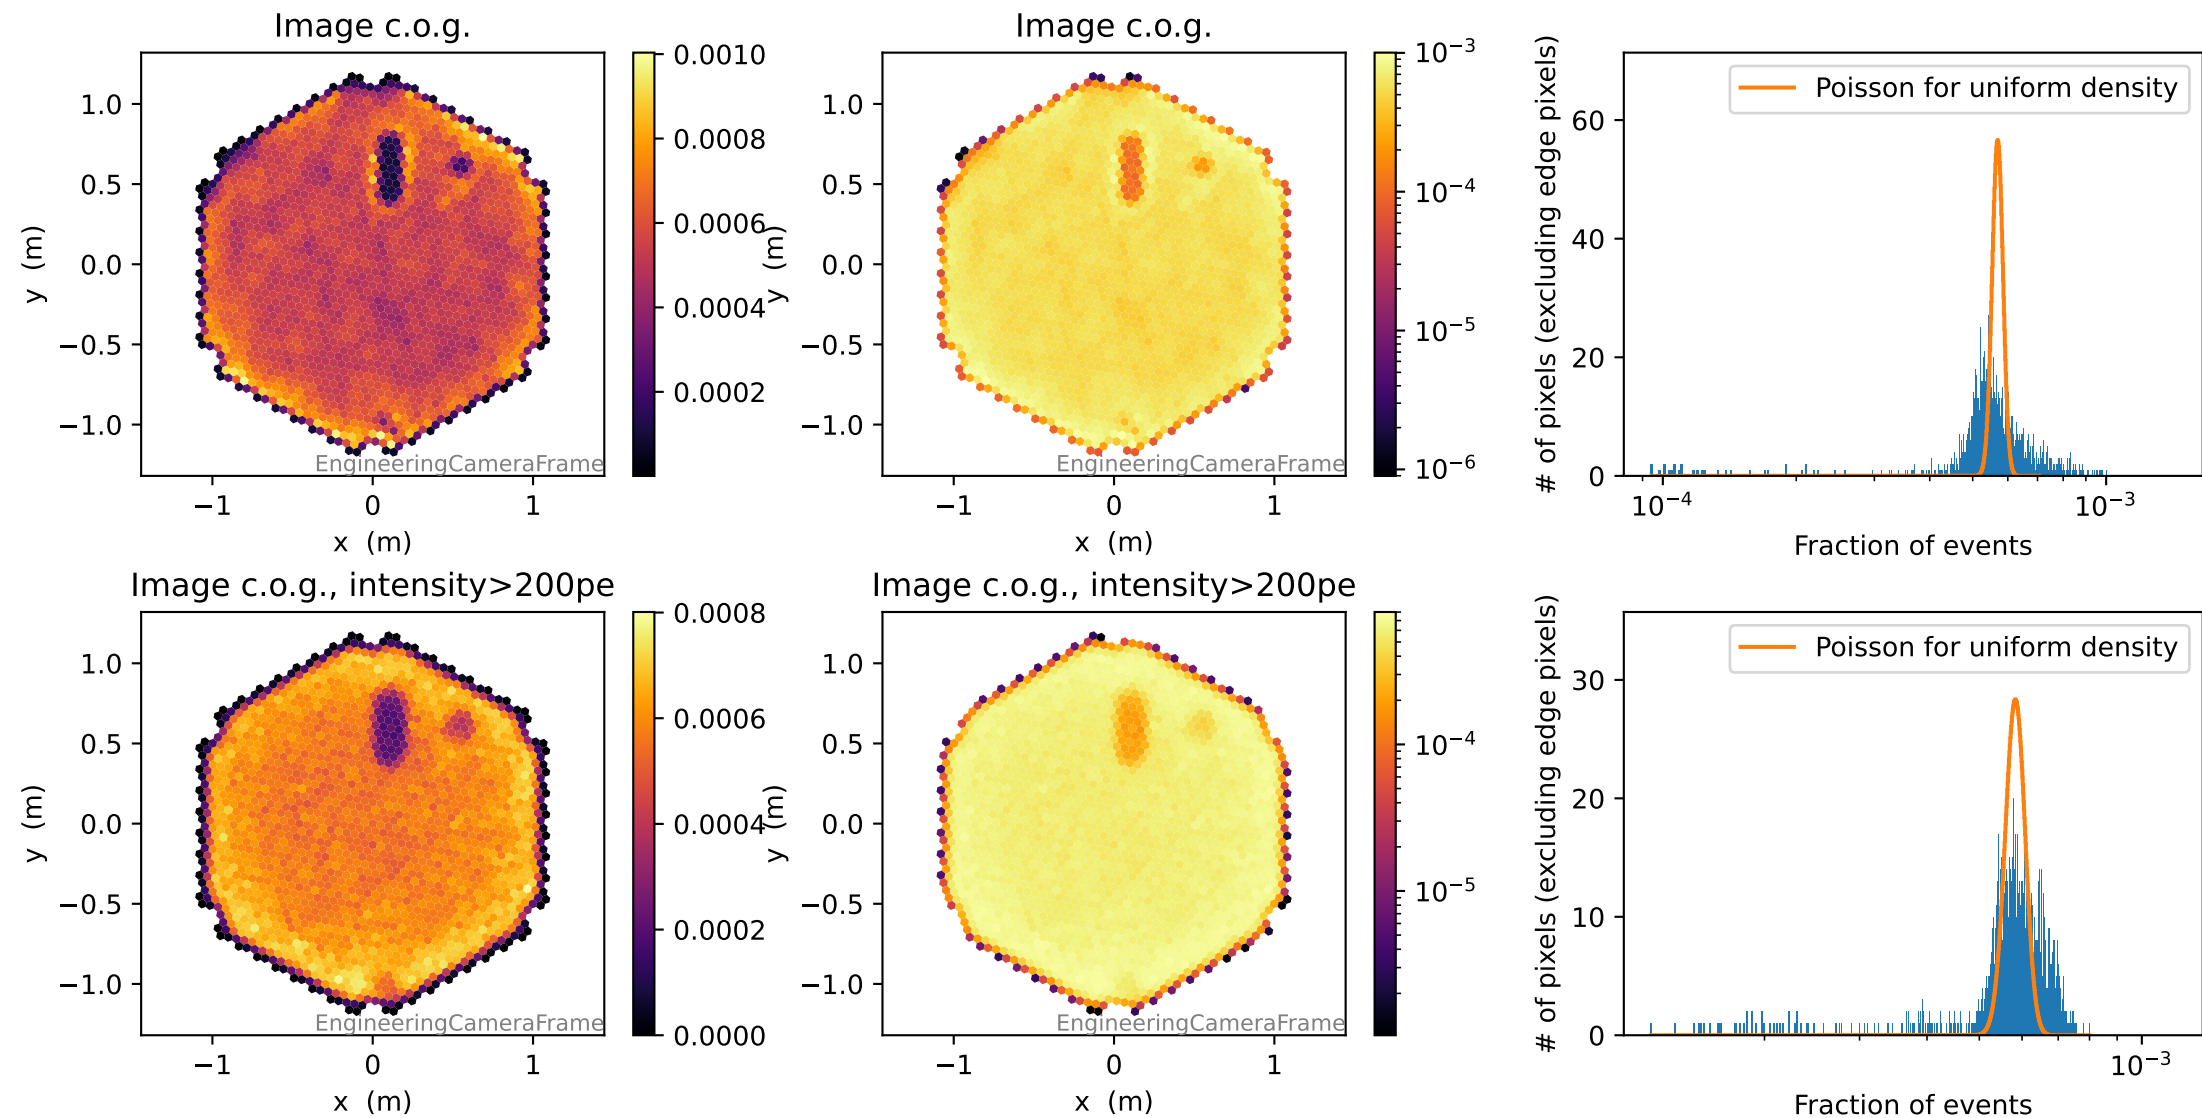 Image c.o.g.
1.0
0.5
0.0
−0.5
−1.0
y (m)
−1
0
1
x (m)
EngineeringCameraFrame
0.0010
0.0008
0.0006
0.0004
0.0002
Image c.o.g.
1.0
0.5
0.0
−0.5
−1.0
y (m)
−1
0
1
x (m)
EngineeringCameraFrame
10⁻³
10⁻⁴
10⁻⁵
10⁻⁶
Poisson for uniform density
60
40
20
0
# of pixels (excluding edge pixels)
10⁻⁴
10⁻³
Fraction of events
Image c.o.g., intensity>200pe
1.0
0.5
0.0
−0.5
−1.0
y (m)
−1
0
1
x (m)
EngineeringCameraFrame
0.0008
0.0006
0.0004
0.0002
0.0000
Image c.o.g., intensity>200pe
1.0
0.5
0.0
−0.5
−1.0
y (m)
−1
0
1
x (m)
EngineeringCameraFrame
10⁻⁴
10⁻⁵
Poisson for uniform density
30
20
10
0
# of pixels (excluding edge pixels)
10⁻³
Fraction of events